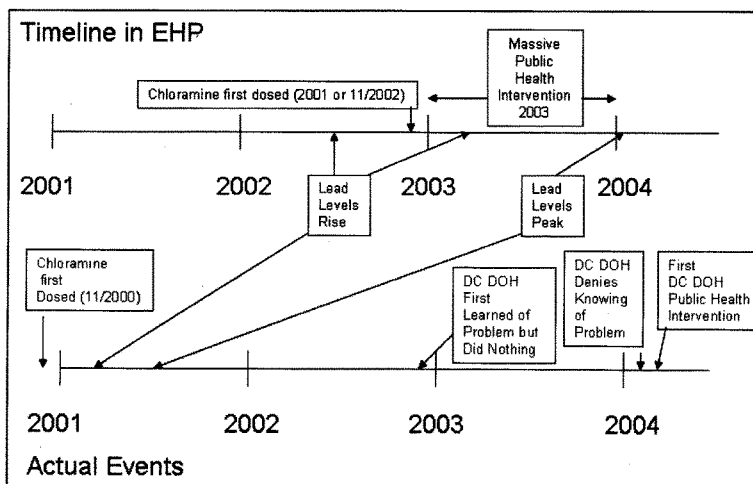 Timeline in EHP
Massive
Public
Health
Intervention
2003
Chloramine first dosed (2001 or 11/2002)
2001
2002
2003
2004
Lead
Levels
Rise
Lead
Levels
Peak
Chloramine
first
Dosed (11/2000)
DC DOH
First
Learned of
Problem but
Did Nothing
DC DOH
Denies
Knowing
of
Problem
First
DC DOH
Public Health
Intervention
2001
2002
2003
2004
Actual Events